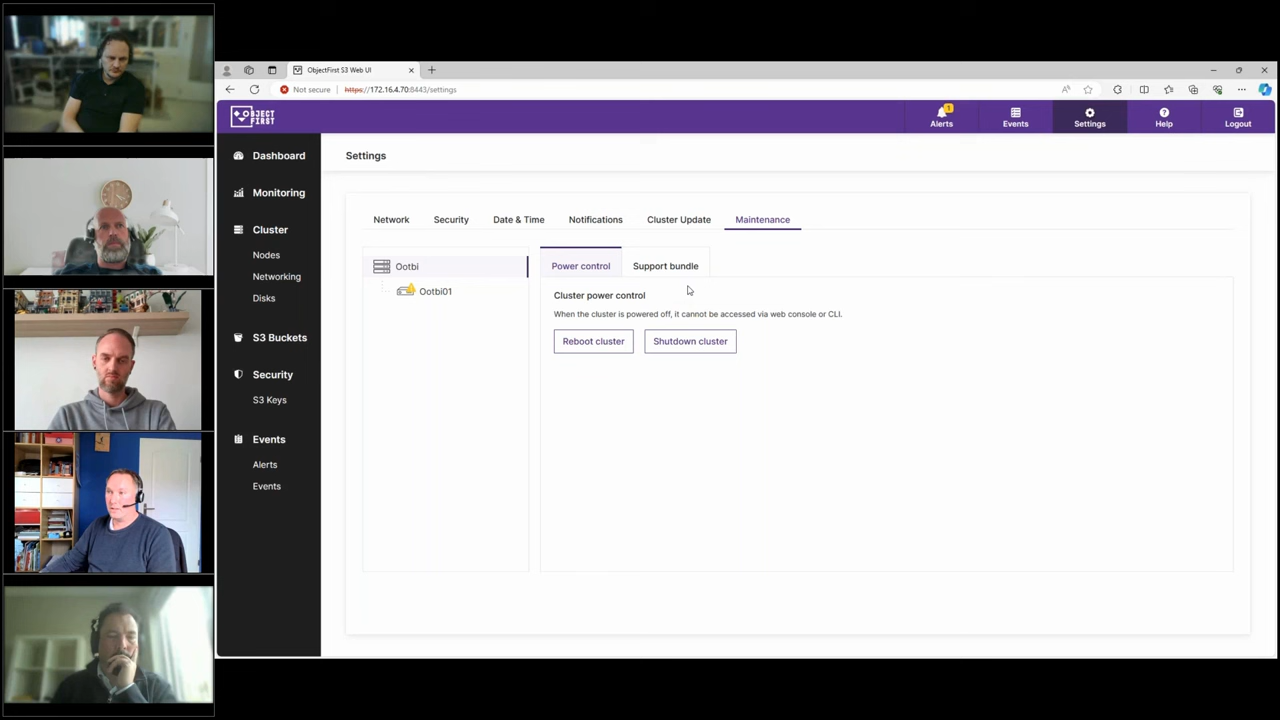 ObjectFirst S3 Web UI
Not secure
https://172.16.4.70:8443/settings
OBJECT
FIRST
1
Alerts
Events
Settings
Help
Logout
Dashboard
Monitoring
Cluster
Nodes
Networking
Disks
S3 Buckets
Security
S3 Keys
Events
Alerts
Events
Settings
Network
Security
Date & Time
Notifications
Cluster Update
Maintenance
Ootbi
Ootbi01
Power control
Support bundle
Cluster power control
When the cluster is powered off, it cannot be accessed via web console or CLI.
Reboot cluster
Shutdown cluster